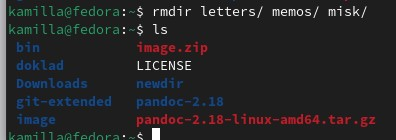 kamilla@fedora:~$ rmdir letters/ memos/ misk/
kamilla@fedora:~$ ls
bin image.zip
doklad LICENSE
Downloads newdir
git-extended pandoc-2.18
image pandoc-2.18-linux-amd64.tar.gz
kamilla@fedora:~$